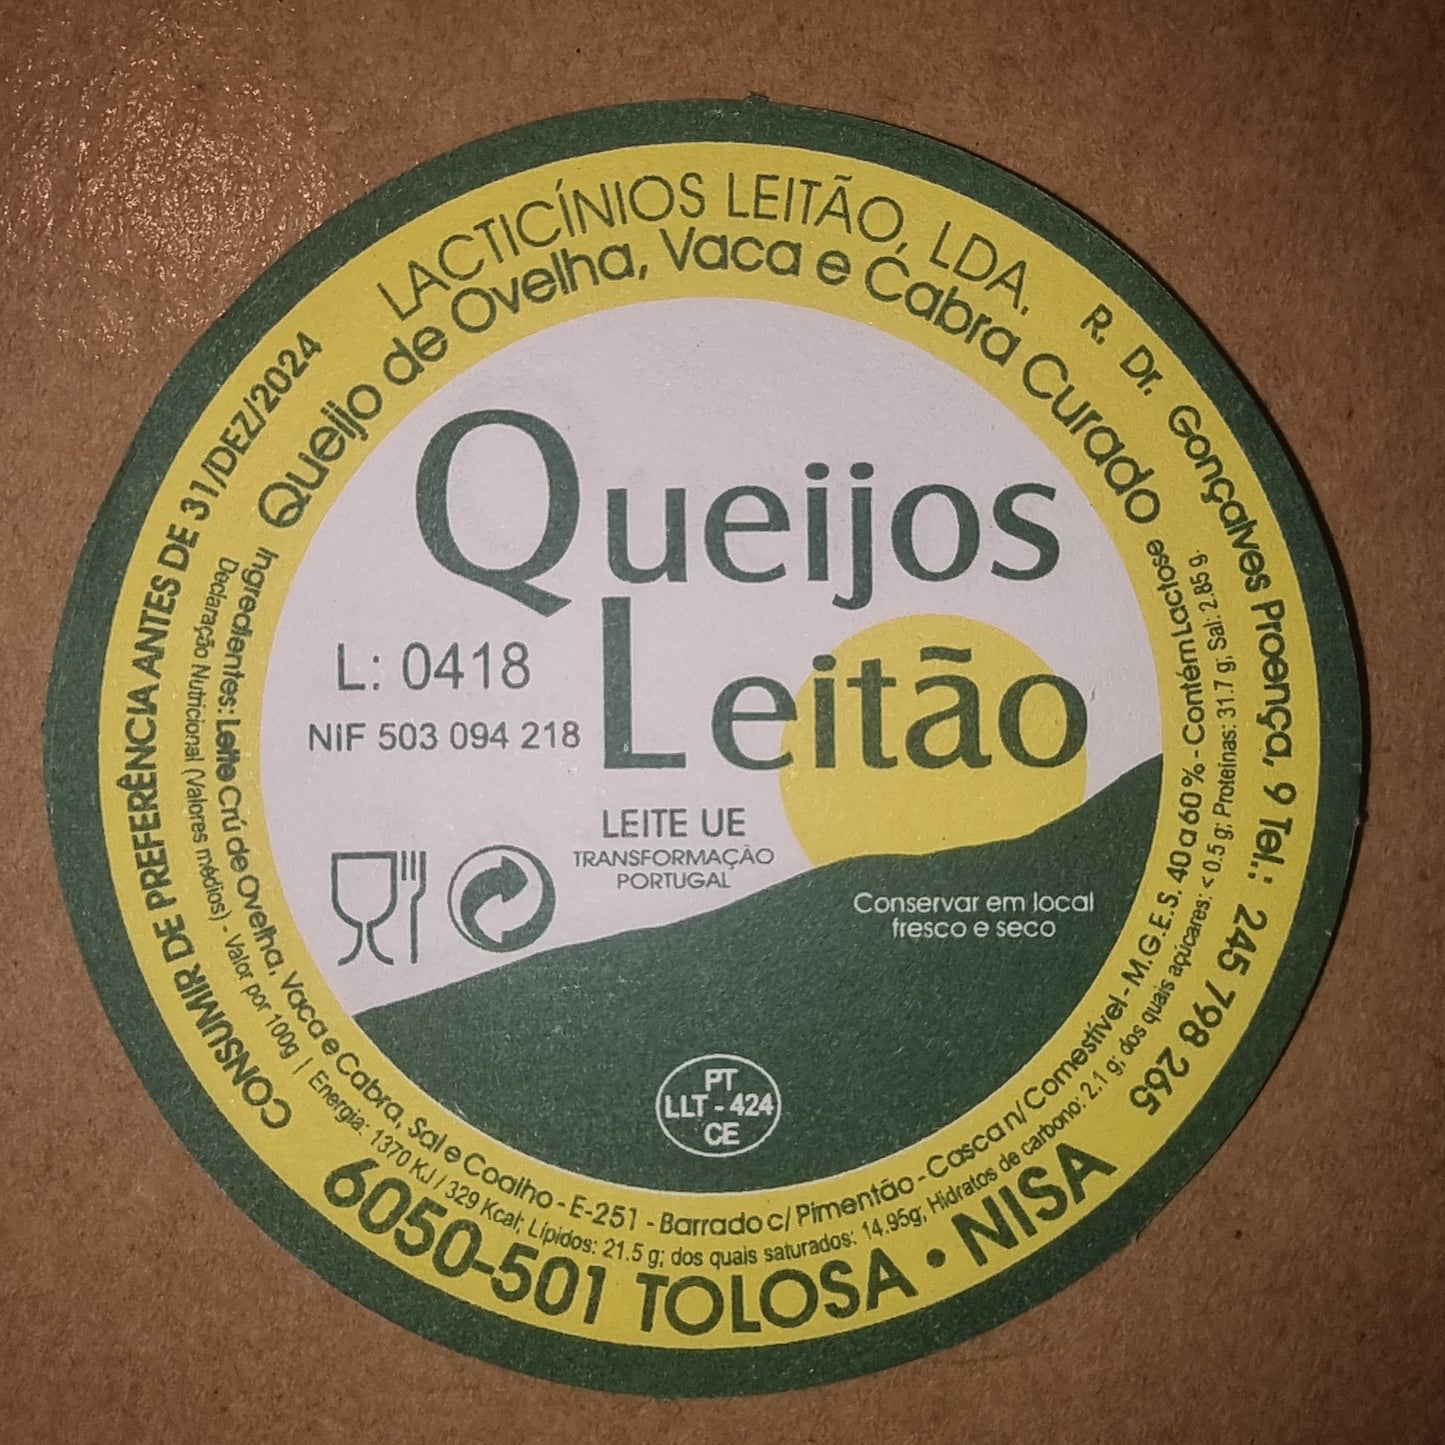 LACTICÍNIOS LEITÃO, LDA.
Queijo de Ovelha, Vaca e Cabra Curado
R. Dr. Gonçalves Proença, 9 Tel.: 245 798 265
CONSUMIR DE PREFERÊNCIA ANTES DE 31/DEZ/2024
Queijos
Leitão
L: 0418
NIF 503 094 218
LEITE UE
TRANSFORMAÇÃO
PORTUGAL
Conservar em local
fresco e seco
PT
LLT - 424
CE
Ingredientes: Leite Crú de Ovelha, Vaca e Cabra, Sal e Coalho - E-251 - Barrado c/ Pimentão - Casca n/ Comestível - M.G.E.S. 40 a 60 % - Contém Lactose
Declaração Nutricional (Valores médios) - Valor por 100g | Energia: 1370 KJ / 329 Kcal; Lípidos: 21.5 g; dos quais saturados: 14.95g; Hidratos de carbono: 2.1 g; dos quais açúcares: < 0.5 g; Proteínas: 31.7 g; Sal: 2.85 g.
6050-501 TOLOSA • NISA